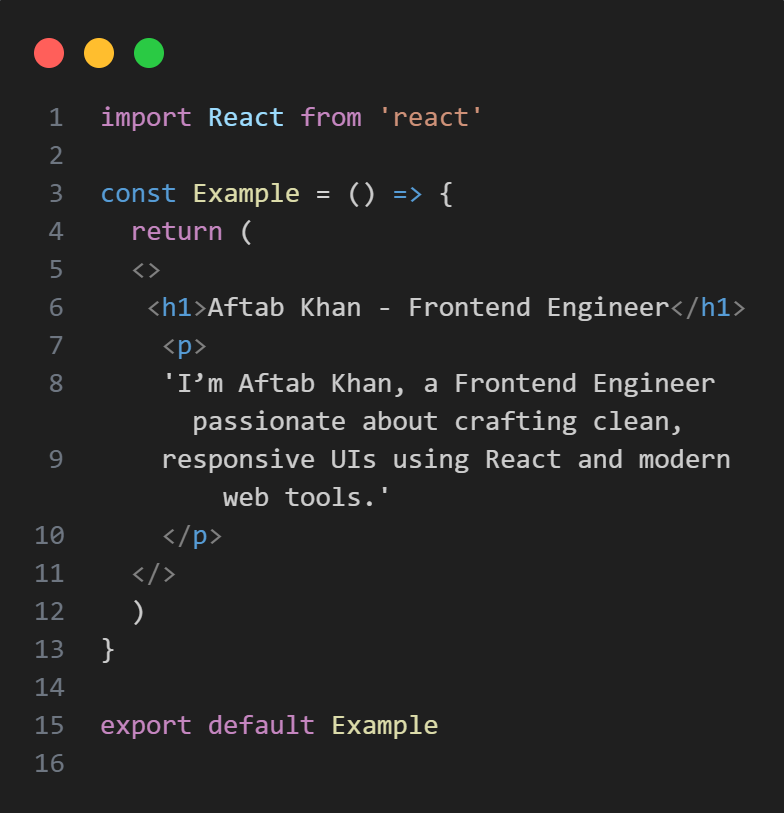 1 import React from 'react'
2
3 const Example = () => {
4   return (
5   <>
6    <h1>Aftab Khan - Frontend Engineer</h1>
7     <p>
8     'I’m Aftab Khan, a Frontend Engineer
      passionate about crafting clean,
9     responsive UIs using React and modern
        web tools.'
10     </p>
11   </>
12   )
13 }
14
15 export default Example
16